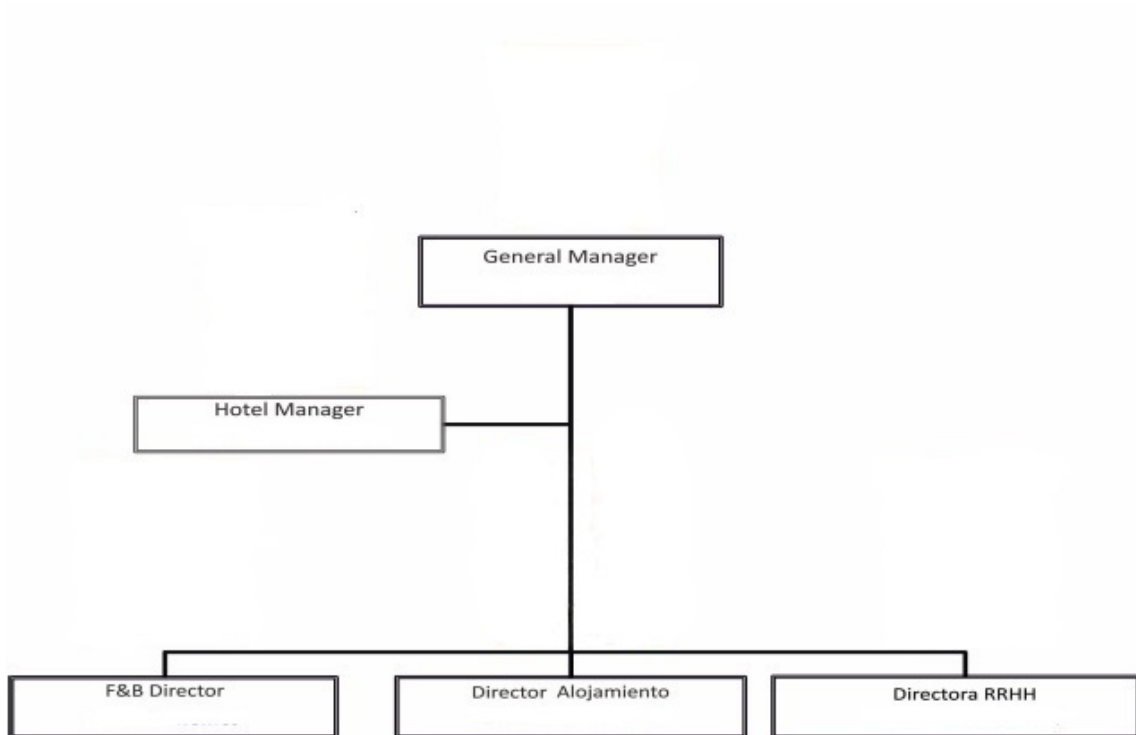 General Manager
Hotel Manager
F&B Director
Director Alojamiento
Directora RRHH